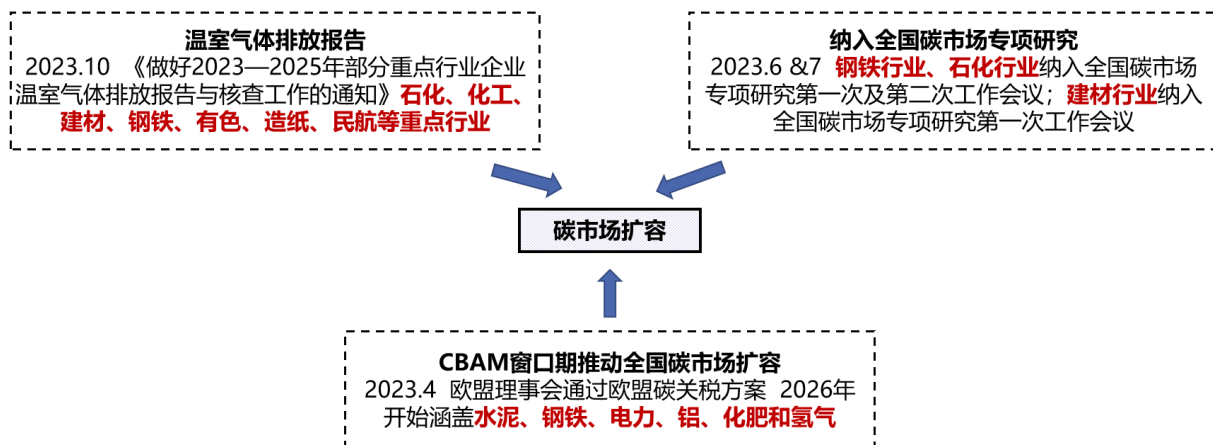 温室气体排放报告
2023.10 《做好2023—2025年部分重点行业企业
温室气体排放报告与核查工作的通知》石化、化工、
建材、钢铁、有色、造纸、民航等重点行业
纳入全国碳市场专项研究
2023.6 &7 钢铁行业、石化行业纳入全国碳市场
专项研究第一次及第二次工作会议；建材行业纳入
全国碳市场专项研究第一次工作会议
碳市场扩容
CBAM窗口期推动全国碳市场扩容
2023.4 欧盟理事会通过欧盟碳关税方案 2026年
开始涵盖水泥、钢铁、电力、铝、化肥和氢气